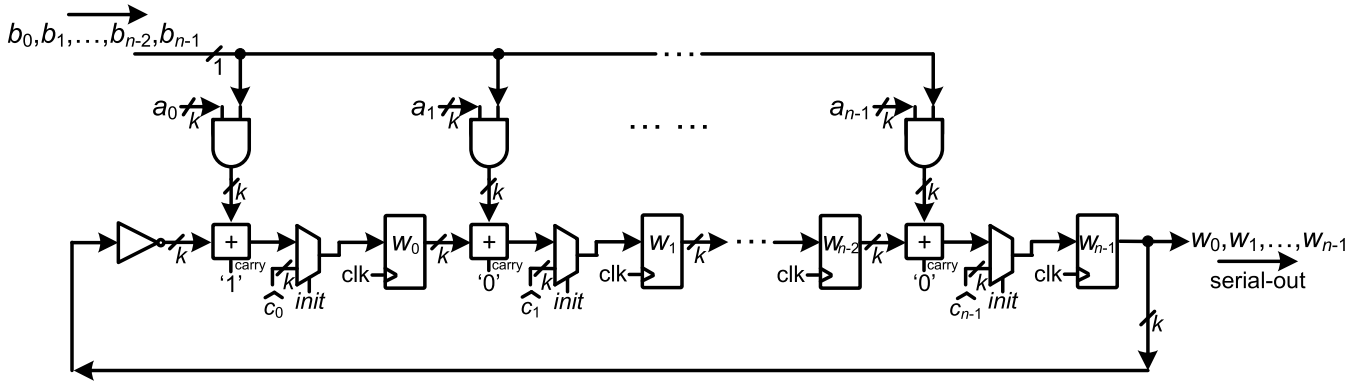 b0,b1,...,bn-2,bn-1
1
a0 k
a1 k
... ...
an-1 k
k
k
k
k + carry '1' ĉ0 k init clk w0 k
+ carry '0' ĉ1 k init clk w1 k
... clk wn-2 k
+ carry '0' ĉn-1 k init clk wn-1
w0, w1,..., wn-1
serial-out
k